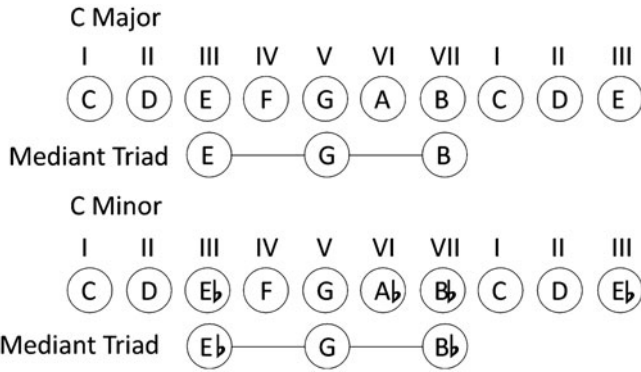 C Major
I II III IV V VI VII I II III
C D E F G A B C D E
Mediant Triad E G B
C Minor
I II III IV V VI VII I II III
C D E♭ F G A♭ B♭ C D E♭
Mediant Triad E♭ G B♭